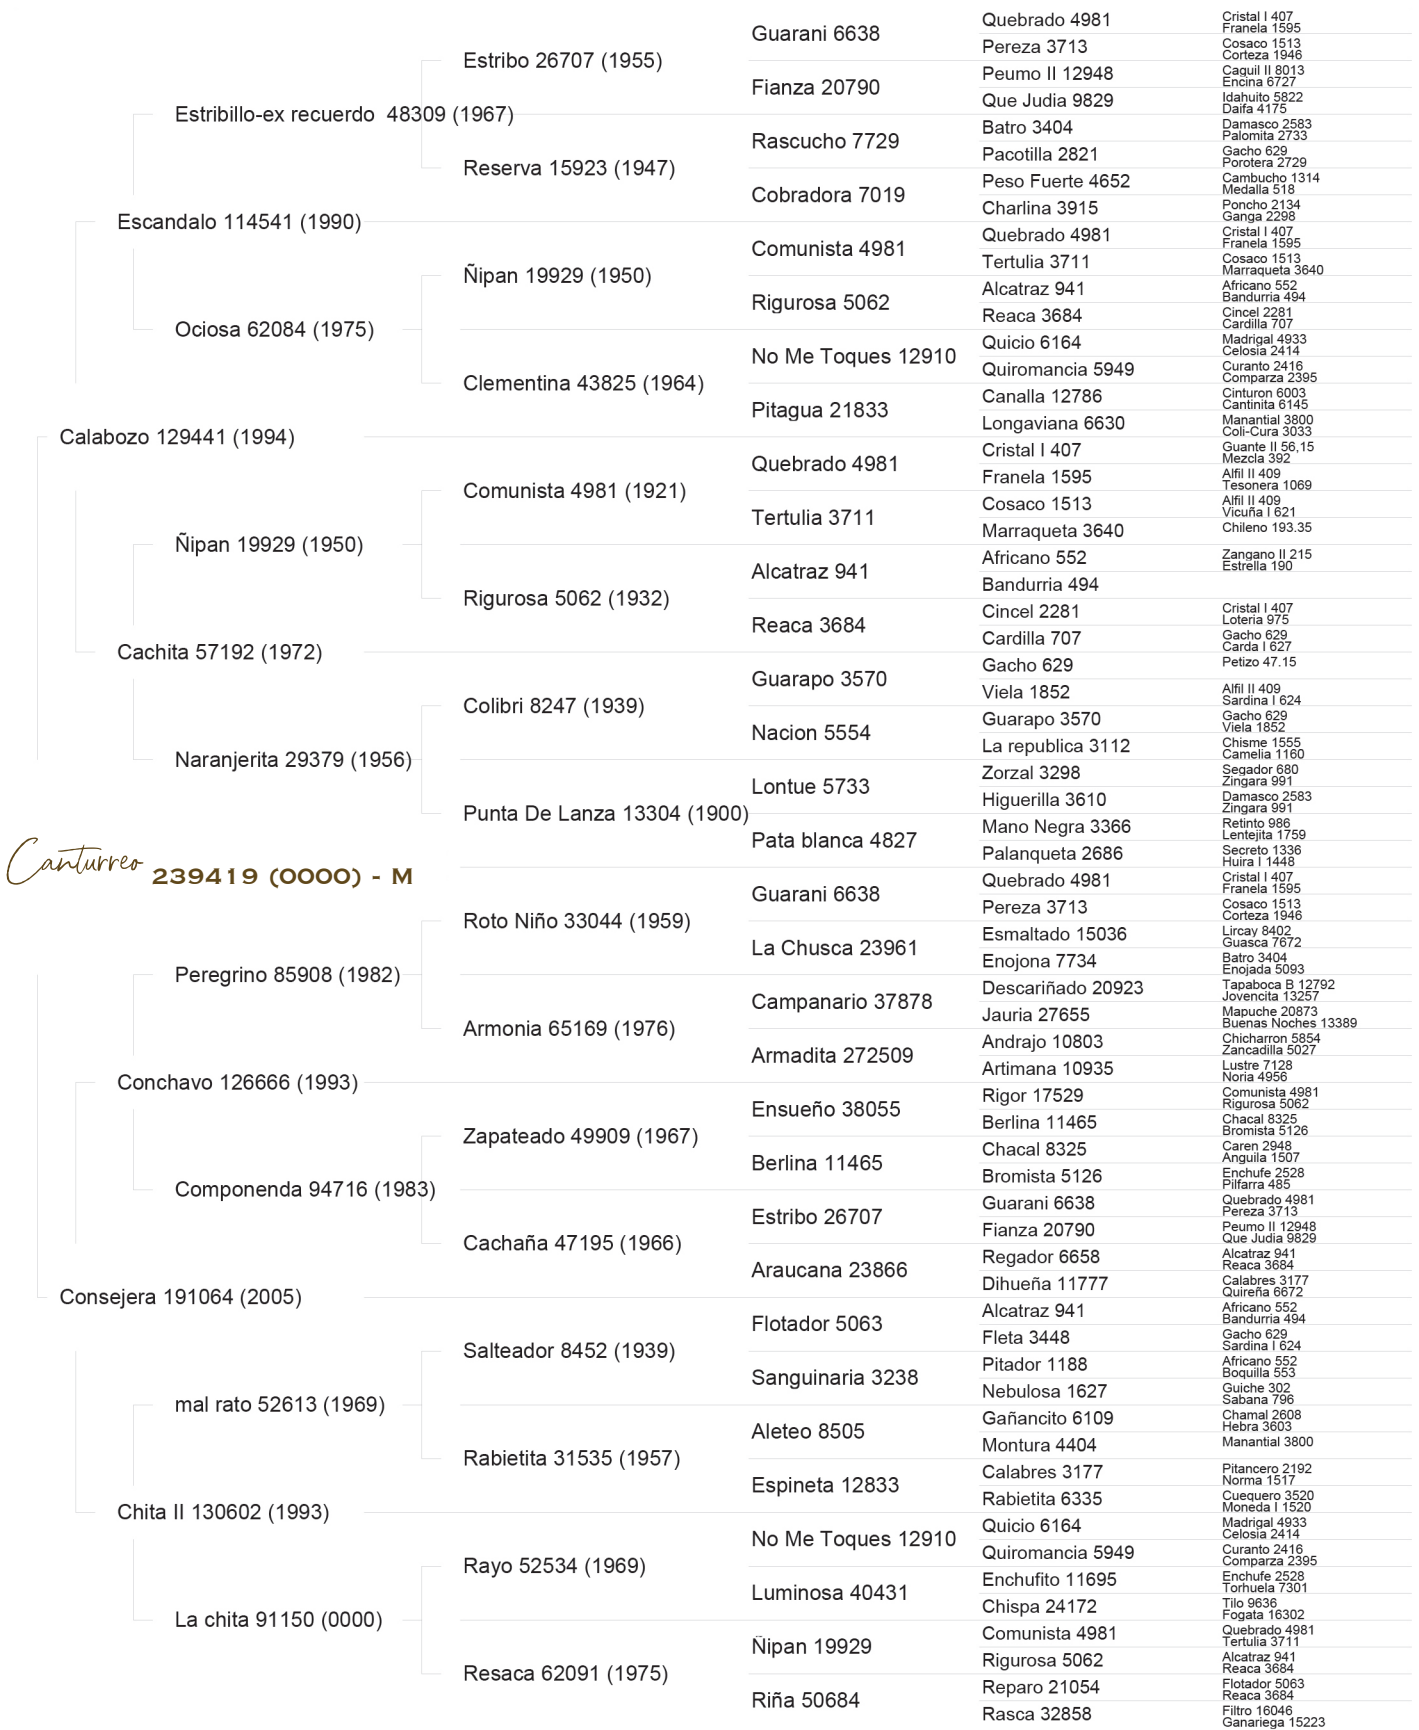 Quebrado 4981
Cristal I 407
Franela 1595
Guarani 6638
Pereza 3713
Cosaco 1513
Corteza 1946
Estribo 26707 (1955)
Peumo II 12948
Caguil II 8013
Encina 6727
Fianza 20790
Que Judia 9829
Idahuito 5822
Daifa 4175
Estribillo-ex recuerdo 48309 (1967)
Batro 3404
Damasco 2583
Palomita 2733
Rascucho 7729
Pacotilla 2821
Gacho 629
Porotera 2729
Reserva 15923 (1947)
Peso Fuerte 4652
Cambucho 1314
Medalla 518
Cobradora 7019
Charlina 3915
Poncho 2134
Ganga 2298
Escandalo 114541 (1990)
Quebrado 4981
Cristal I 407
Franela 1595
Comunista 4981
Tertulia 3711
Cosaco 1513
Marraqueta 3640
Ñipan 19929 (1950)
Alcatraz 941
Africano 552
Bandurria 494
Rigurosa 5062
Reaca 3684
Cincel 2281
Cardilla 707
Ociosa 62084 (1975)
Quicio 6164
Madrigal 4933
Celosia 2414
No Me Toques 12910
Quiromancia 5949
Curanto 2416
Comparza 2395
Clementina 43825 (1964)
Canalla 12786
Cinturon 6003
Cantinita 6145
Pitagua 21833
Longaviana 6630
Manantial 3800
Coli-Cura 3033
Calabozo 129441 (1994)
Cristal I 407
Guante II 56,15
Mezcla 392
Quebrado 4981
Franela 1595
Alfil II 409
Tesonera 1069
Comunista 4981 (1921)
Cosaco 1513
Alfil II 409
Vicuña I 621
Tertulia 3711
Marraqueta 3640
Chileno 193.35
Ñipan 19929 (1950)
Africano 552
Zangano II 215
Estrella 190
Alcatraz 941
Bandurria 494
Rigurosa 5062 (1932)
Cincel 2281
Cristal I 407
Loteria 975
Reaca 3684
Cardilla 707
Gacho 629
Carda I 627
Cachita 57192 (1972)
Gacho 629
Petizo 47.15
Guarapo 3570
Viela 1852
Alfil II 409
Sardina I 624
Colibri 8247 (1939)
Guarapo 3570
Gacho 629
Viela 1852
Nacion 5554
La republica 3112
Chisme 1555
Camelia 1160
Naranjerita 29379 (1956)
Zorzal 3298
Segador 680
Zingara 991
Lontue 5733
Higuerilla 3610
Damasco 2583
Zingara 991
Punta De Lanza 13304 (1900)
Mano Negra 3366
Retinto 986
Lentejita 1759
Pata blanca 4827
Palanqueta 2686
Secreto 1336
Huira I 1448
Canturreo 239419 (0000) - M
Quebrado 4981
Cristal I 407
Franela 1595
Guarani 6638
Pereza 3713
Cosaco 1513
Corteza 1946
Roto Niño 33044 (1959)
Esmaltado 15036
Lircay 8402
Guasca 7672
La Chusca 23961
Enojona 7734
Batro 3404
Enojada 5093
Peregrino 85908 (1982)
Descariñado 20923
Tapaboca B 12792
Jovencita 13257
Campanario 37878
Jauria 27655
Mapuche 20873
Buenas Noches 13389
Armonia 65169 (1976)
Andrajo 10803
Chicharron 5854
Zancadilla 5027
Armadita 272509
Artimana 10935
Lustre 7128
Noria 4956
Conchavo 126666 (1993)
Rigor 17529
Comunista 4981
Rigurosa 5062
Ensueño 38055
Berlina 11465
Chacal 8325
Bromista 5126
Zapateado 49909 (1967)
Chacal 8325
Caren 2948
Anguila 1507
Berlina 11465
Bromista 5126
Enchufe 2528
Pilfarra 485
Componenda 94716 (1983)
Guarani 6638
Quebrado 4981
Pereza 3713
Estribo 26707
Fianza 20790
Peumo II 12948
Que Judia 9829
Cachaña 47195 (1966)
Regador 6658
Alcatraz 941
Reaca 3684
Araucana 23866
Dihueña 11777
Calabres 3177
Quireña 6672
Consejera 191064 (2005)
Alcatraz 941
Africano 552
Bandurria 494
Flotador 5063
Fleta 3448
Gacho 629
Sardina I 624
Salteador 8452 (1939)
Pitador 1188
Africano 552
Boquilla 553
Sanguinaria 3238
Nebulosa 1627
Guiche 302
Sabana 796
mal rato 52613 (1969)
Gañancito 6109
Chamal 2608
Hebra 3603
Aleteo 8505
Montura 4404
Manantial 3800
Rabietita 31535 (1957)
Calabres 3177
Pitancero 2192
Norma 1517
Espineta 12833
Rabietita 6335
Cuequero 3520
Moneda I 1520
Chita II 130602 (1993)
Quicio 6164
Madrigal 4933
Celosia 2414
No Me Toques 12910
Quiromancia 5949
Curanto 2416
Comparza 2395
Rayo 52534 (1969)
Enchufito 11695
Enchufe 2528
Torhuela 7301
Luminosa 40431
Chispa 24172
Tilo 9636
Fogata 16302
La chita 91150 (0000)
Comunista 4981
Quebrado 4981
Tertulia 3711
Ñipan 19929
Rigurosa 5062
Alcatraz 941
Reaca 3684
Resaca 62091 (1975)
Reparo 21054
Flotador 5063
Reaca 3684
Riña 50684
Rasca 32858
Filtro 16046
Ganariega 15223